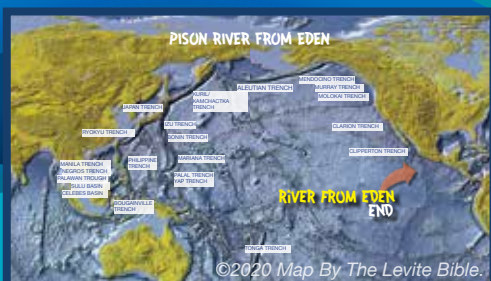 PISON RIVER FROM EDEN
MENDOCINO TRENCH
ALEUTIAN TRENCH
MURRAY TRENCH
KURIL/
KAMCHACTKA
TRENCH
MOLOKAI TRENCH
JAPAN TRENCH
IZU TRENCH
CLARION TRENCH
RYOKYU TRENCH
BONIN TRENCH
CLIPPERTON TRENCH
MANILA TRENCH
NEGROS TRENCH
PALAWAN TROUGH
SULU BASIN
CELEBES BASIN
PHILIPPINE
TRENCH
MARIANA TRENCH
PALAL TRENCH
YAP TRENCH
RIVER FROM EDEN
END
BOUGAINVILLE
TRENCH
TONGA TRENCH
©2020 Map By The Levite Bible.